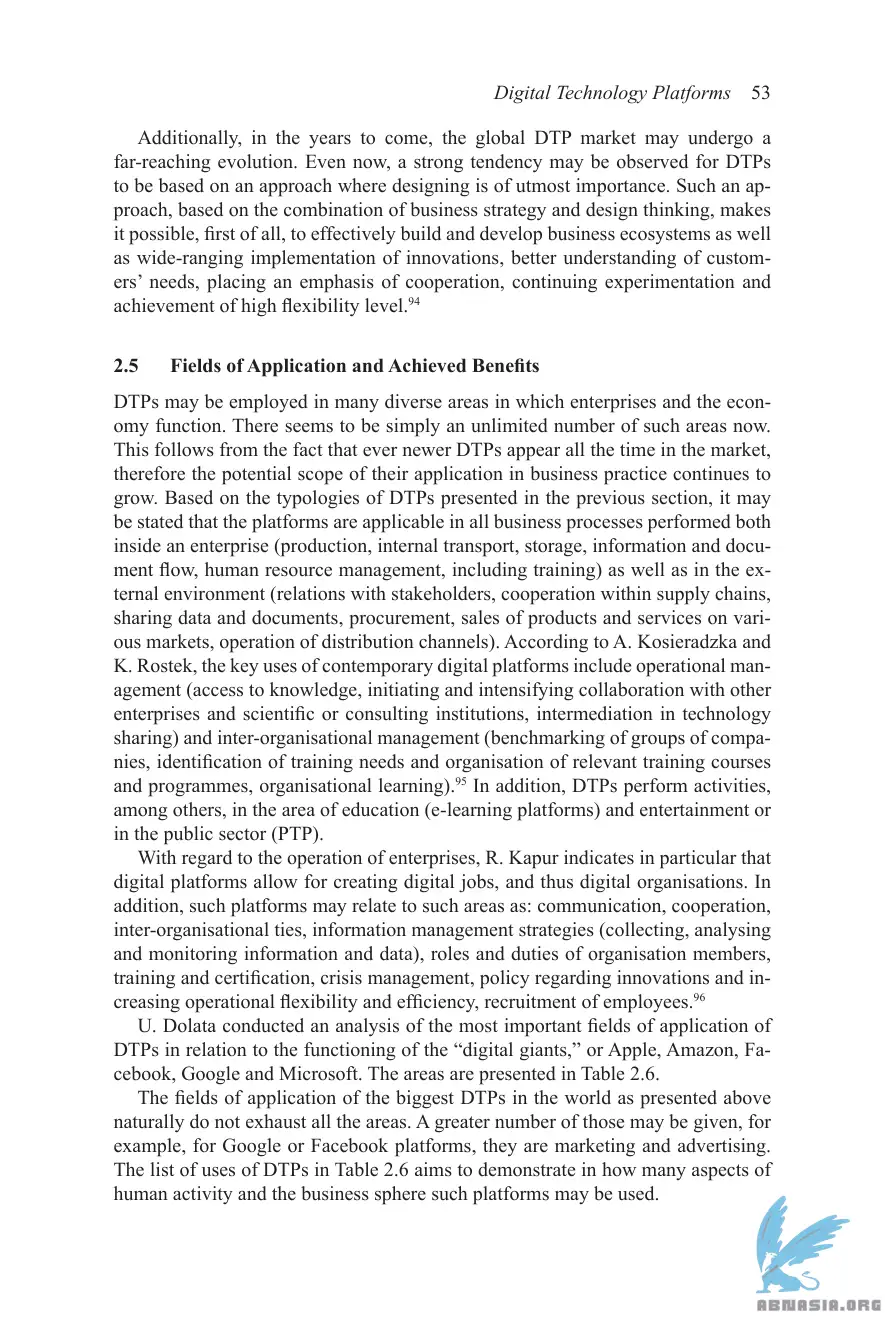 Digital Technology Platforms 53
Additionally, in the years to come, the global DTP market may undergo a
far-reaching evolution. Even now, a strong tendency may be observed for DTPs
to be based on an approach where designing is of utmost importance. Such an ap-
proach, based on the combination of business strategy and design thinking, makes
it possible, first of all, to effectively build and develop business ecosystems as well
as wide-ranging implementation of innovations, better understanding of custom-
ers’ needs, placing an emphasis of cooperation, continuing experimentation and
achievement of high flexibility level.94
2.5 Fields of Application and Achieved Benefits
DTPs may be employed in many diverse areas in which enterprises and the econ-
omy function. There seems to be simply an unlimited number of such areas now.
This follows from the fact that ever newer DTPs appear all the time in the market,
therefore the potential scope of their application in business practice continues to
grow. Based on the typologies of DTPs presented in the previous section, it may
be stated that the platforms are applicable in all business processes performed both
inside an enterprise (production, internal transport, storage, information and docu-
ment flow, human resource management, including training) as well as in the ex-
ternal environment (relations with stakeholders, cooperation within supply chains,
sharing data and documents, procurement, sales of products and services on vari-
ous markets, operation of distribution channels). According to A. Kosieradzka and
K. Rostek, the key uses of contemporary digital platforms include operational man-
agement (access to knowledge, initiating and intensifying collaboration with other
enterprises and scientific or consulting institutions, intermediation in technology
sharing) and inter-organisational management (benchmarking of groups of compa-
nies, identification of training needs and organisation of relevant training courses
and programmes, organisational learning).95 In addition, DTPs perform activities,
among others, in the area of education (e-learning platforms) and entertainment or
in the public sector (PTP).
With regard to the operation of enterprises, R. Kapur indicates in particular that
digital platforms allow for creating digital jobs, and thus digital organisations. In
addition, such platforms may relate to such areas as: communication, cooperation,
inter-organisational ties, information management strategies (collecting, analysing
and monitoring information and data), roles and duties of organisation members,
training and certification, crisis management, policy regarding innovations and in-
creasing operational flexibility and efficiency, recruitment of employees.96
U. Dolata conducted an analysis of the most important fields of application of
DTPs in relation to the functioning of the “digital giants,” or Apple, Amazon, Fa-
cebook, Google and Microsoft. The areas are presented in Table 2.6.
The fields of application of the biggest DTPs in the world as presented above
naturally do not exhaust all the areas. A greater number of those may be given, for
example, for Google or Facebook platforms, they are marketing and advertising.
The list of uses of DTPs in Table 2.6 aims to demonstrate in how many aspects of
human activity and the business sphere such platforms may be used.
ABNASIA.ORG